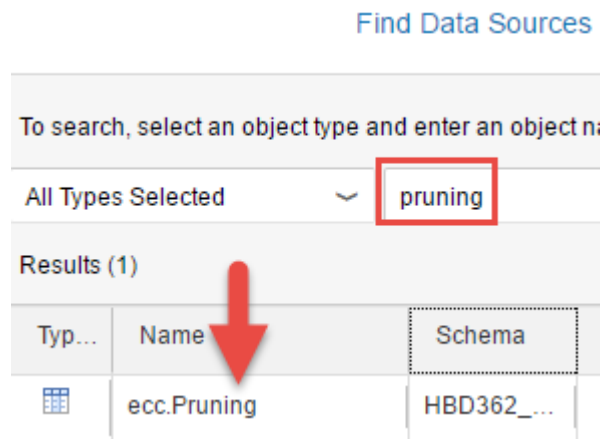 Find Data Sources
To search, select an object type and enter an object na
All Types Selected pruning
Results (1)
Typ... Name Schema
ecc.Pruning HBD362_...